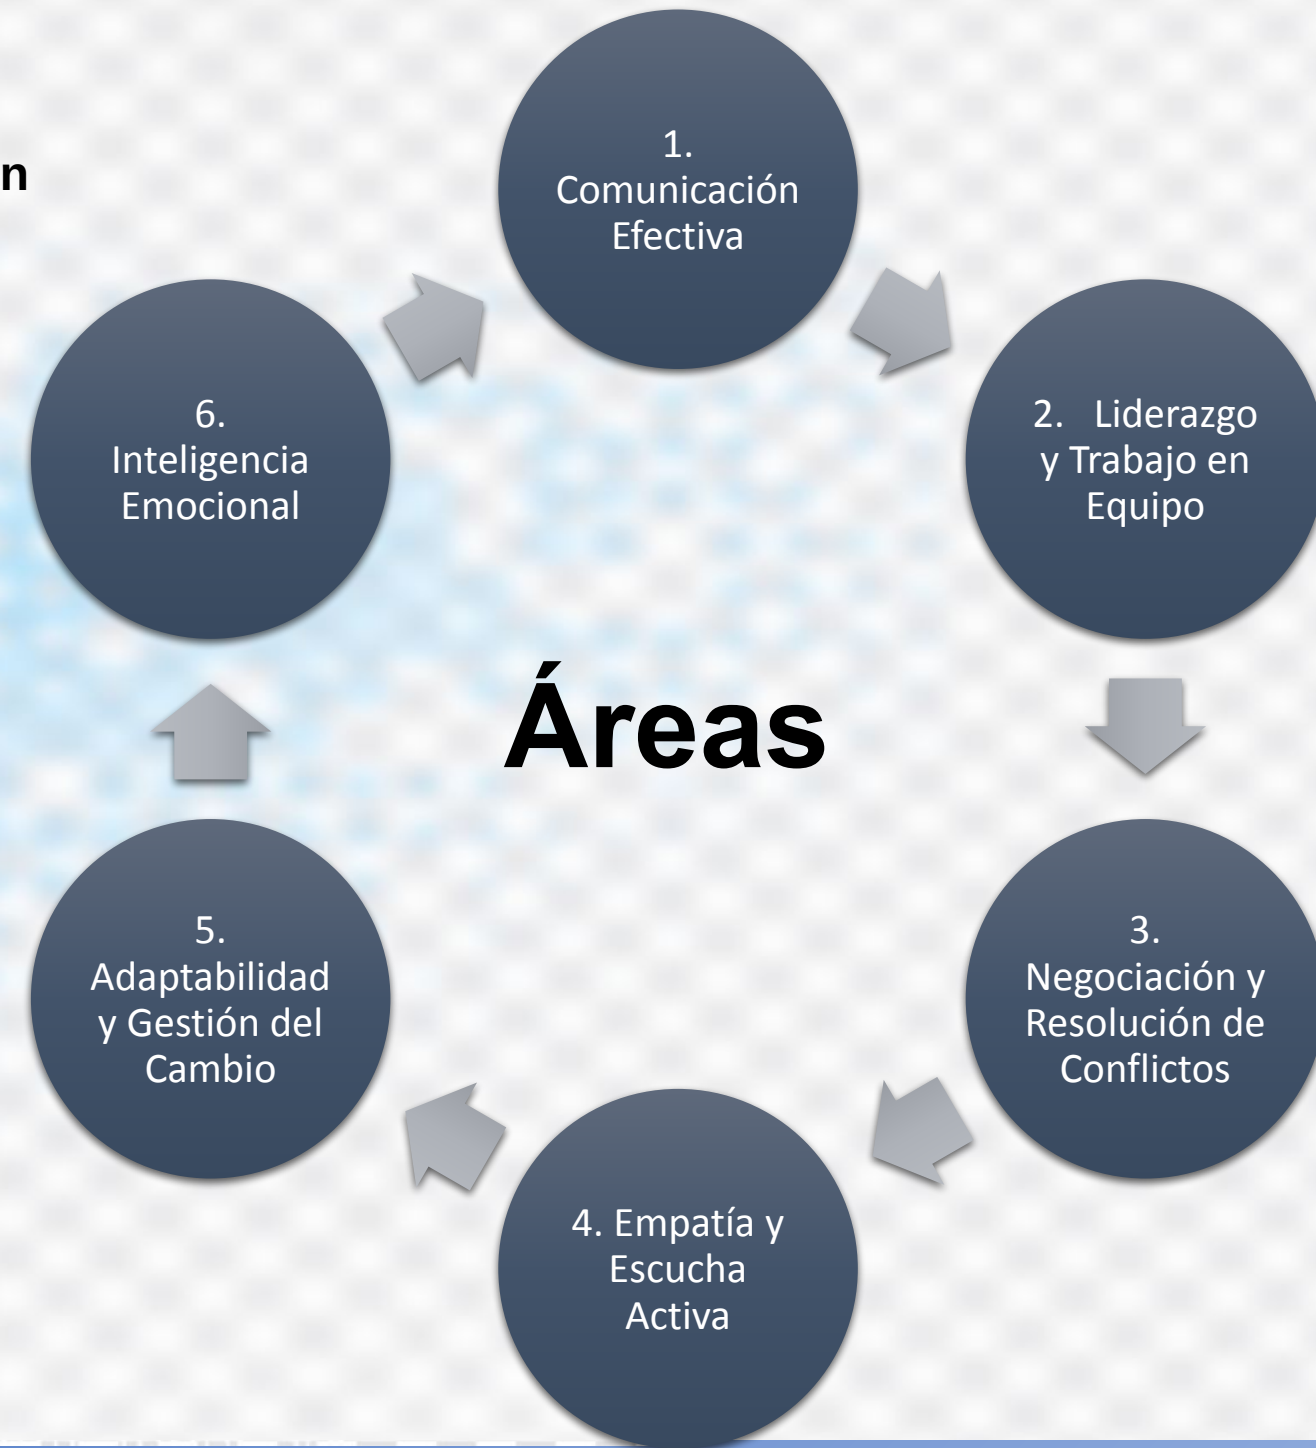 n
1.
Comunicación
Efectiva
2. Liderazgo
y Trabajo en
Equipo
3.
Negociación y
Resolución de
Conflictos
4. Empatía y
Escucha
Activa
5.
Adaptabilidad
y Gestión del
Cambio
6.
Inteligencia
Emocional
Áreas